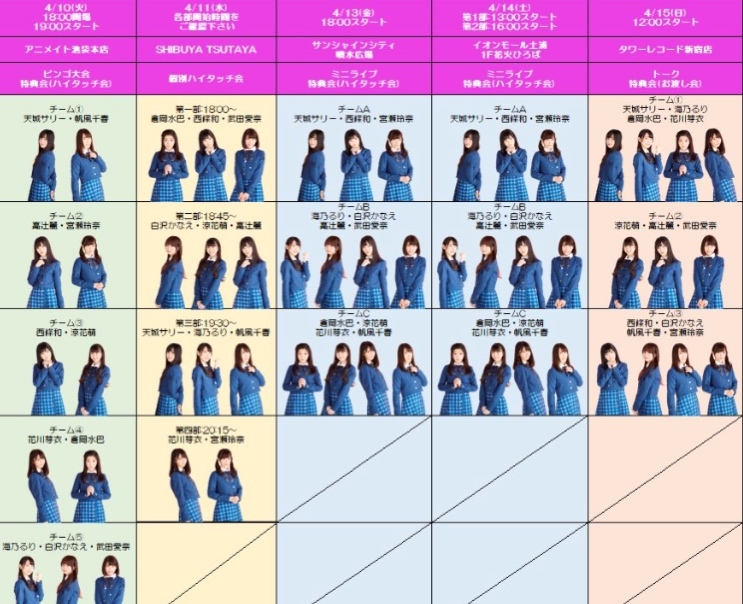 4/10(火)
18:00開場
19:00スタート
4/11(水)
各部開始時間を
ご確認下さい
4/13(金)
18:00スタート
4/14(土)
第1部:13:00スタート
第2部:16:00スタート
4/15(日)
12:00スタート
アニメイト池袋本店
SHIBUYA TSUTAYA
サンシャインシティ
噴水広場
イオンモール土浦
1F花火ひろば
タワーレコード新宿店
ビンゴ大会
特典会(ハイタッチ会)
個別ハイタッチ会
ミニライブ
特典会(ハイタッチ会)
ミニライブ
特典会(ハイタッチ会)
トーク
特典会(お渡し会)
チーム①
天城サリー・帆風千春
第一部18:00～
倉岡水巴・西條和・武田愛奈
チームA
天城サリー・西條和・宮瀬玲奈
チームA
天城サリー・西條和・宮瀬玲奈
チーム①
天城サリー・海乃るり
倉岡水巴・花川芽衣
チーム2
高辻麗・宮瀬玲奈
第二部18:45～
白沢かなえ・涼花萌・高辻麗
チームB
海乃るり・白沢かなえ
高辻麗・武田愛奈
チームB
海乃るり・白沢かなえ
高辻麗・武田愛奈
チーム②
涼花萌・高辻麗・武田愛奈
チーム③
西條和・涼花萌
第三部19:30～
天城サリー・海乃るり・帆風千春
チームC
倉岡水巴・涼花萌
花川芽衣・帆風千春
チームC
倉岡水巴・涼花萌
花川芽衣・帆風千春
チーム③
西條和・白沢かなえ
帆風千春・宮瀬玲奈
チーム④
花川芽衣・倉岡水巴
第四部:20:15～
花川芽衣・宮瀬玲奈
チーム⑤
海乃るり・白沢かなえ・武田愛奈